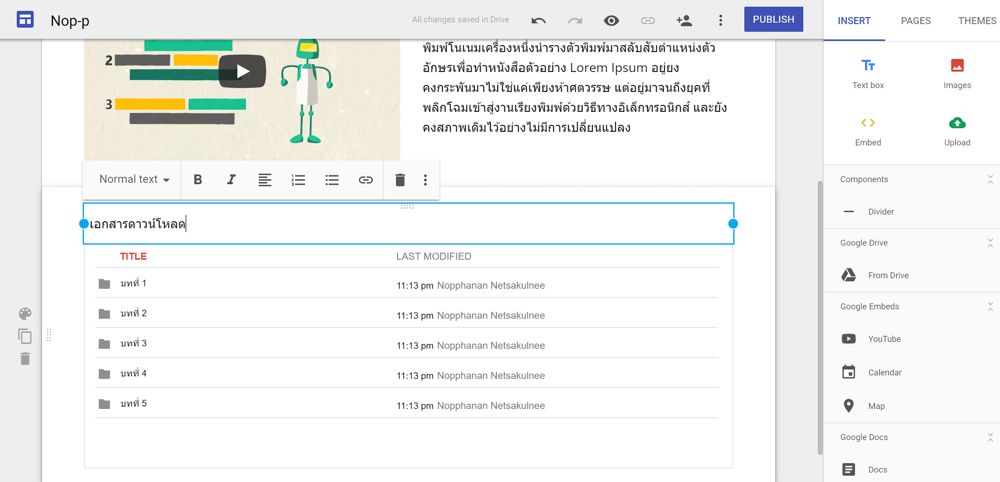 Nop-p
All changes saved in Drive
PUBLISH
INSERT
PAGES
THEMES
2
3
พิมพ์โนเนมเครื่องหนึ่งนำรางตัวพิมพ์มาสลับสับตำแหน่งตัว
อักษรเพื่อทำหนังสือตัวอย่าง Lorem Ipsum อยู่ยง
คงกระพันมาไม่ใช่แค่เพียงห้าศตวรรษ แต่อยู่มาจนถึงยุคที่
พลิกโฉมเข้าสู่งานเรียงพิมพ์ด้วยวิธีทางอิเล็กทรอนิกส์ และยัง
คงสภาพเดิมไว้อย่างไม่มีการเปลี่ยนแปลง
Normal text
B
I
เอกสารดาวน์โหลด
TITLE
LAST MODIFIED
บทที่ 1
11:13 pm Nopphanan Netsakulnee
บทที่ 2
11:13 pm Nopphanan Netsakulnee
บทที่ 3
11:13 pm Nopphanan Netsakulnee
บทที่ 4
11:13 pm Nopphanan Netsakulnee
บทที่ 5
11:13 pm Nopphanan Netsakulnee
Text box
Images
Embed
Upload
Components
Divider
Google Drive
From Drive
Google Embeds
YouTube
Calendar
Map
Google Docs
Docs